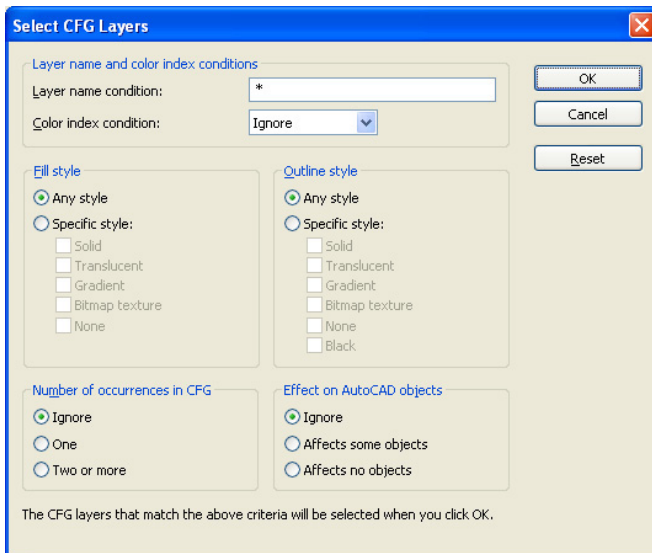 Select CFG Layers
Layer name and color index conditions
Layer name condition: *
Color index condition: Ignore
OK
Cancel
Reset
Fill style
Any style
Specific style:
Solid
Translucent
Gradient
Bitmap texture
None
Outline style
Any style
Specific style:
Solid
Translucent
Gradient
Bitmap texture
None
Black
Number of occurrences in CFG
Ignore
One
Two or more
Effect on AutoCAD objects
Ignore
Affects some objects
Affects no objects
The CFG layers that match the above criteria will be selected when you click OK.